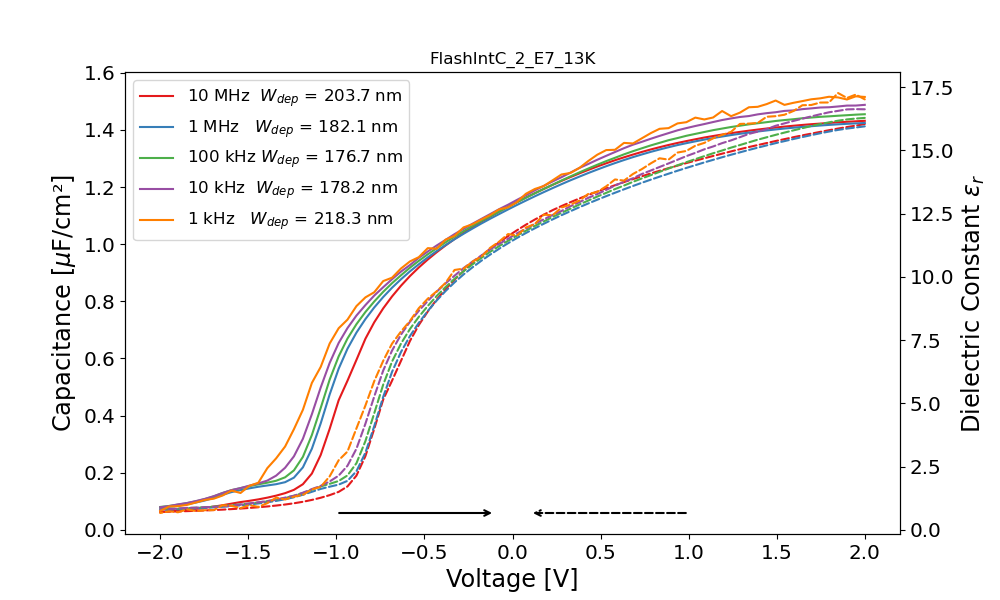 FlashIntC_2_E7_13K
10 MHz W_dep = 203.7 nm
1 MHz W_dep = 182.1 nm
100 kHz W_dep = 176.7 nm
10 kHz W_dep = 178.2 nm
1 kHz W_dep = 218.3 nm
Capacitance [μF/cm²]
1.6
1.4
1.2
1.0
0.8
0.6
0.4
0.2
0.0
17.5
15.0
12.5
10.0
7.5
5.0
2.5
0.0
Dielectric Constant ε_r
−2.0 −1.5 −1.0 −0.5 0.0 0.5 1.0 1.5 2.0
Voltage [V]